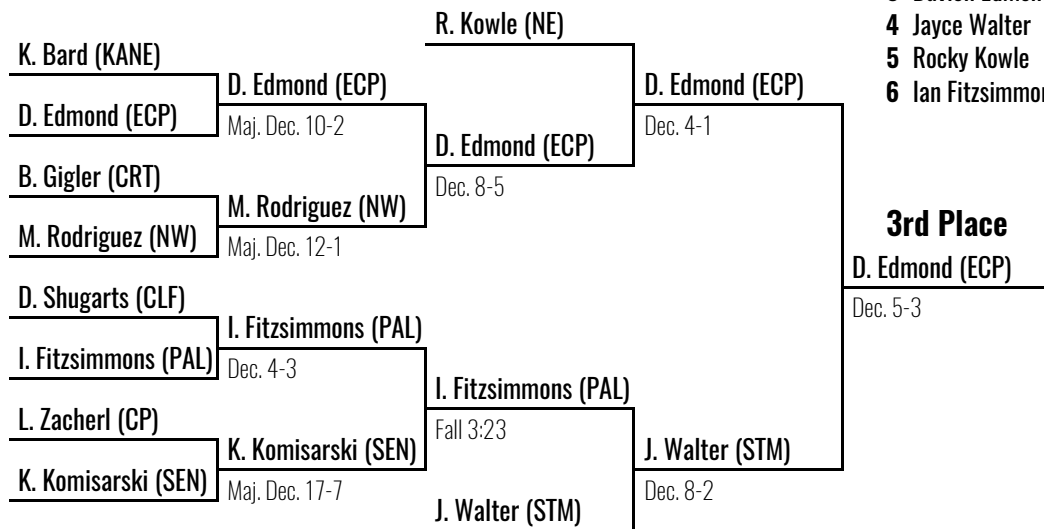 K. Bard (KANE)
D. Edmond (ECP)
B. Gigler (CRT)
M. Rodriguez (NW)
D. Shugarts (CLF)
I. Fitzsimmons (PAL)
L. Zacherl (CP)
K. Komisarski (SEN)
D. Edmond (ECP)
Maj. Dec. 10-2
M. Rodriguez (NW)
Maj. Dec. 12-1
I. Fitzsimmons (PAL)
Dec. 4-3
K. Komisarski (SEN)
Maj. Dec. 17-7
R. Kowle (NE)
D. Edmond (ECP)
Dec. 8-5
I. Fitzsimmons (PAL)
Fall 3:23
J. Walter (STM)
D. Edmond (ECP)
Dec. 4-1
J. Walter (STM)
Dec. 8-2
4 Jayce Walter
5 Rocky Kowle
6 Ian Fitzsimmon
3rd Place
D. Edmond (ECP)
Dec. 5-3